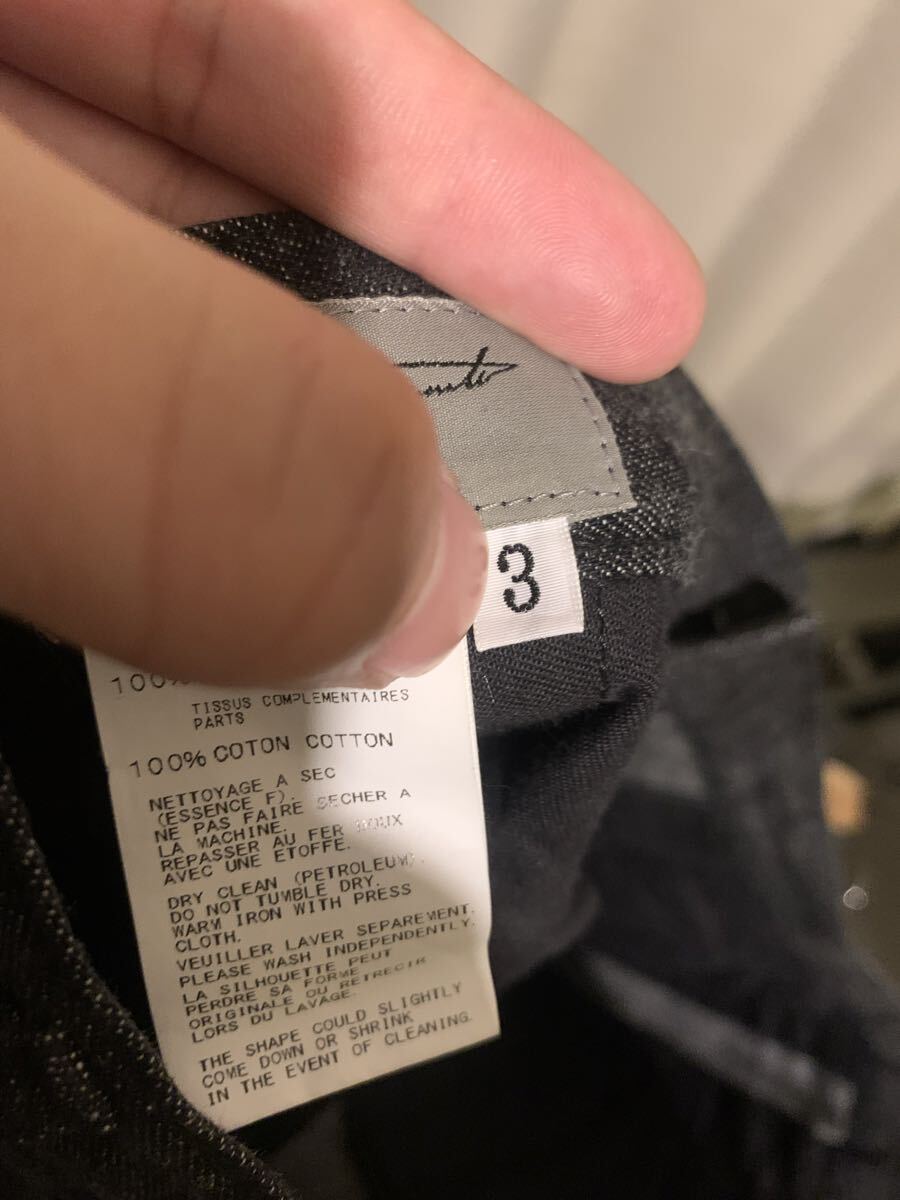 3
100%
TISSUS COMPLEMENTAIRES
PARTS
100% COTON COTTON
NETTOYAGE A SEC
(ESSENCE F).
NE PAS FAIRE SECHER A
LA MACHINE.
REPASSER AU FER DOUX
AVEC UNE ETOFFE.
DRY CLEAN (PETROLEUM).
DO NOT TUMBLE DRY.
WARM IRON WITH PRESS
CLOTH.
VEUILLER LAVER SEPAREMENT.
PLEASE WASH INDEPENDENTLY.
LA SILHOUETTE PEUT
PERDRE SA FORME
ORIGINALE OU RETRECIR
LORS DU LAVAGE.
THE SHAPE COULD SLIGHTLY
COME DOWN OR SHRINK
IN THE EVENT OF CLEANING.